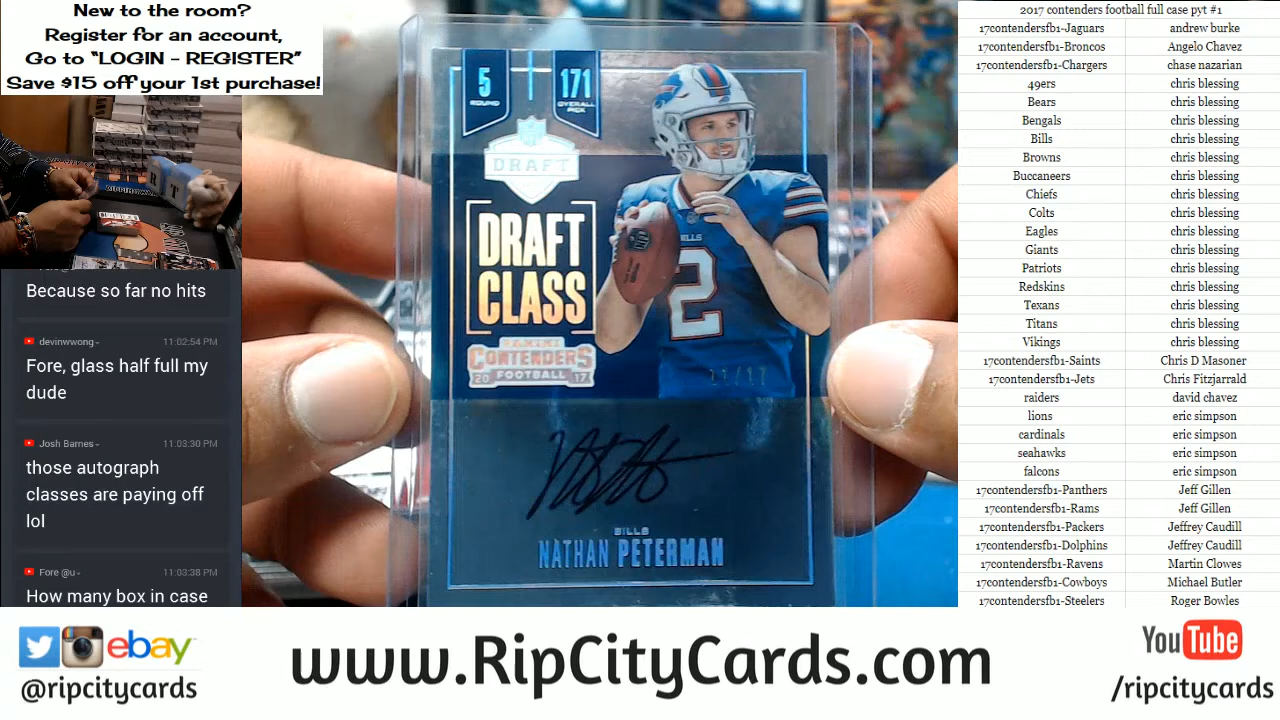 New to the room?
Register for an account,
Go to “LOGIN - REGISTER”
Save $15 off your 1st purchase!
Because so far no hits
devinwwong
11:02:54 PM
Fore, glass half full my
dude
Josh Barnes
11:03:30 PM
those autograph
classes are paying off
lol
Fore @u
11:03:38 PM
How many box in case
5
ROUND
171
OVERALL
PICK
NFL
DRAFT
DRAFT
CLASS
PANINI
CONTENDERS
20 FOOTBALL 17
BILLS
2
11/17
BILLS
NATHAN PETERMAN
2017 contenders football full case pyt #1
17contendersfb1-Jaguars andrew burke
17contendersfb1-Broncos Angelo Chavez
17contendersfb1-Chargers chase nazarian
49ers chris blessing
Bears chris blessing
Bengals chris blessing
Bills chris blessing
Browns chris blessing
Buccaneers chris blessing
Chiefs chris blessing
Colts chris blessing
Eagles chris blessing
Giants chris blessing
Patriots chris blessing
Redskins chris blessing
Texans chris blessing
Titans chris blessing
Vikings chris blessing
17contendersfb1-Saints Chris D Masoner
17contendersfb1-Jets Chris Fitzjarrald
raiders david chavez
lions eric simpson
cardinals eric simpson
seahawks eric simpson
falcons eric simpson
17contendersfb1-Panthers Jeff Gillen
17contendersfb1-Rams Jeff Gillen
17contendersfb1-Packers Jeffrey Caudill
17contendersfb1-Dolphins Jeffrey Caudill
17contendersfb1-Ravens Martin Clowes
17contendersfb1-Cowboys Michael Butler
17contendersfb1-Steelers Roger Bowles
ebay
@ripcitycards
www.RipCityCards.com
YouTube
/ripcitycards